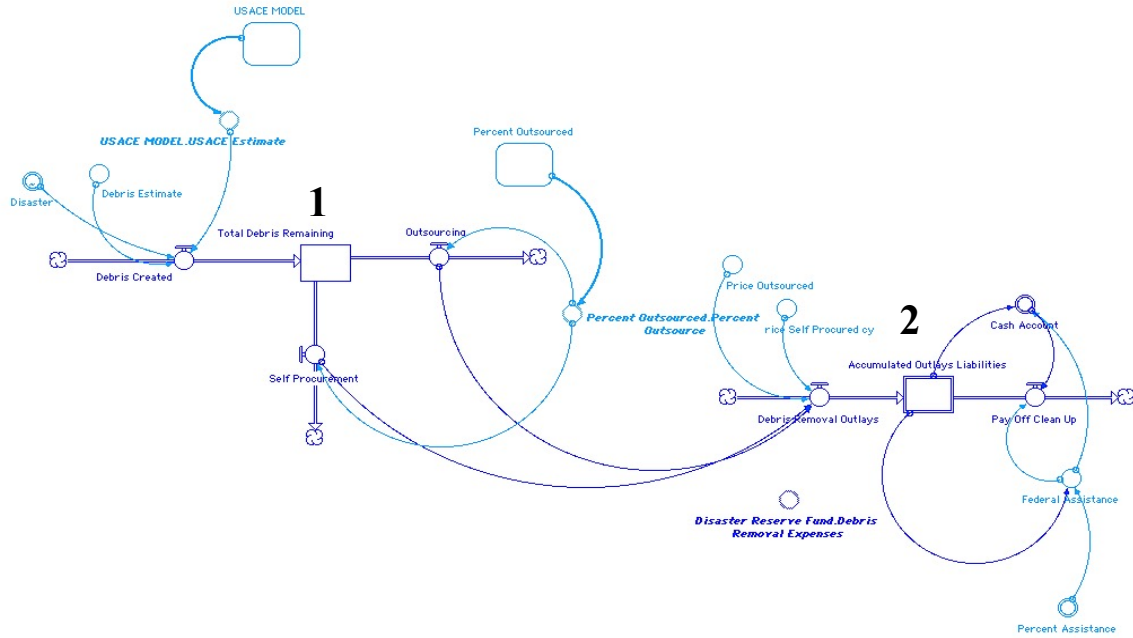 USACE MODEL
USACE MODEL.USACE Estimate
Percent Outsourced
Disaster
Debris Estimate
1
Total Debris Remaining
Outsourcing
Debris Created
Price Outsourced
Percent Outsourced.Percent
Outsource
rice Self Procured cy
2
Cash Account
Self Procurement
Accumulated Outlays Liabilities
Debris Removal Outlays
Pay Off Clean Up
Federal Assistance
Disaster Reserve Fund.Debris
Removal Expenses
Percent Assistance